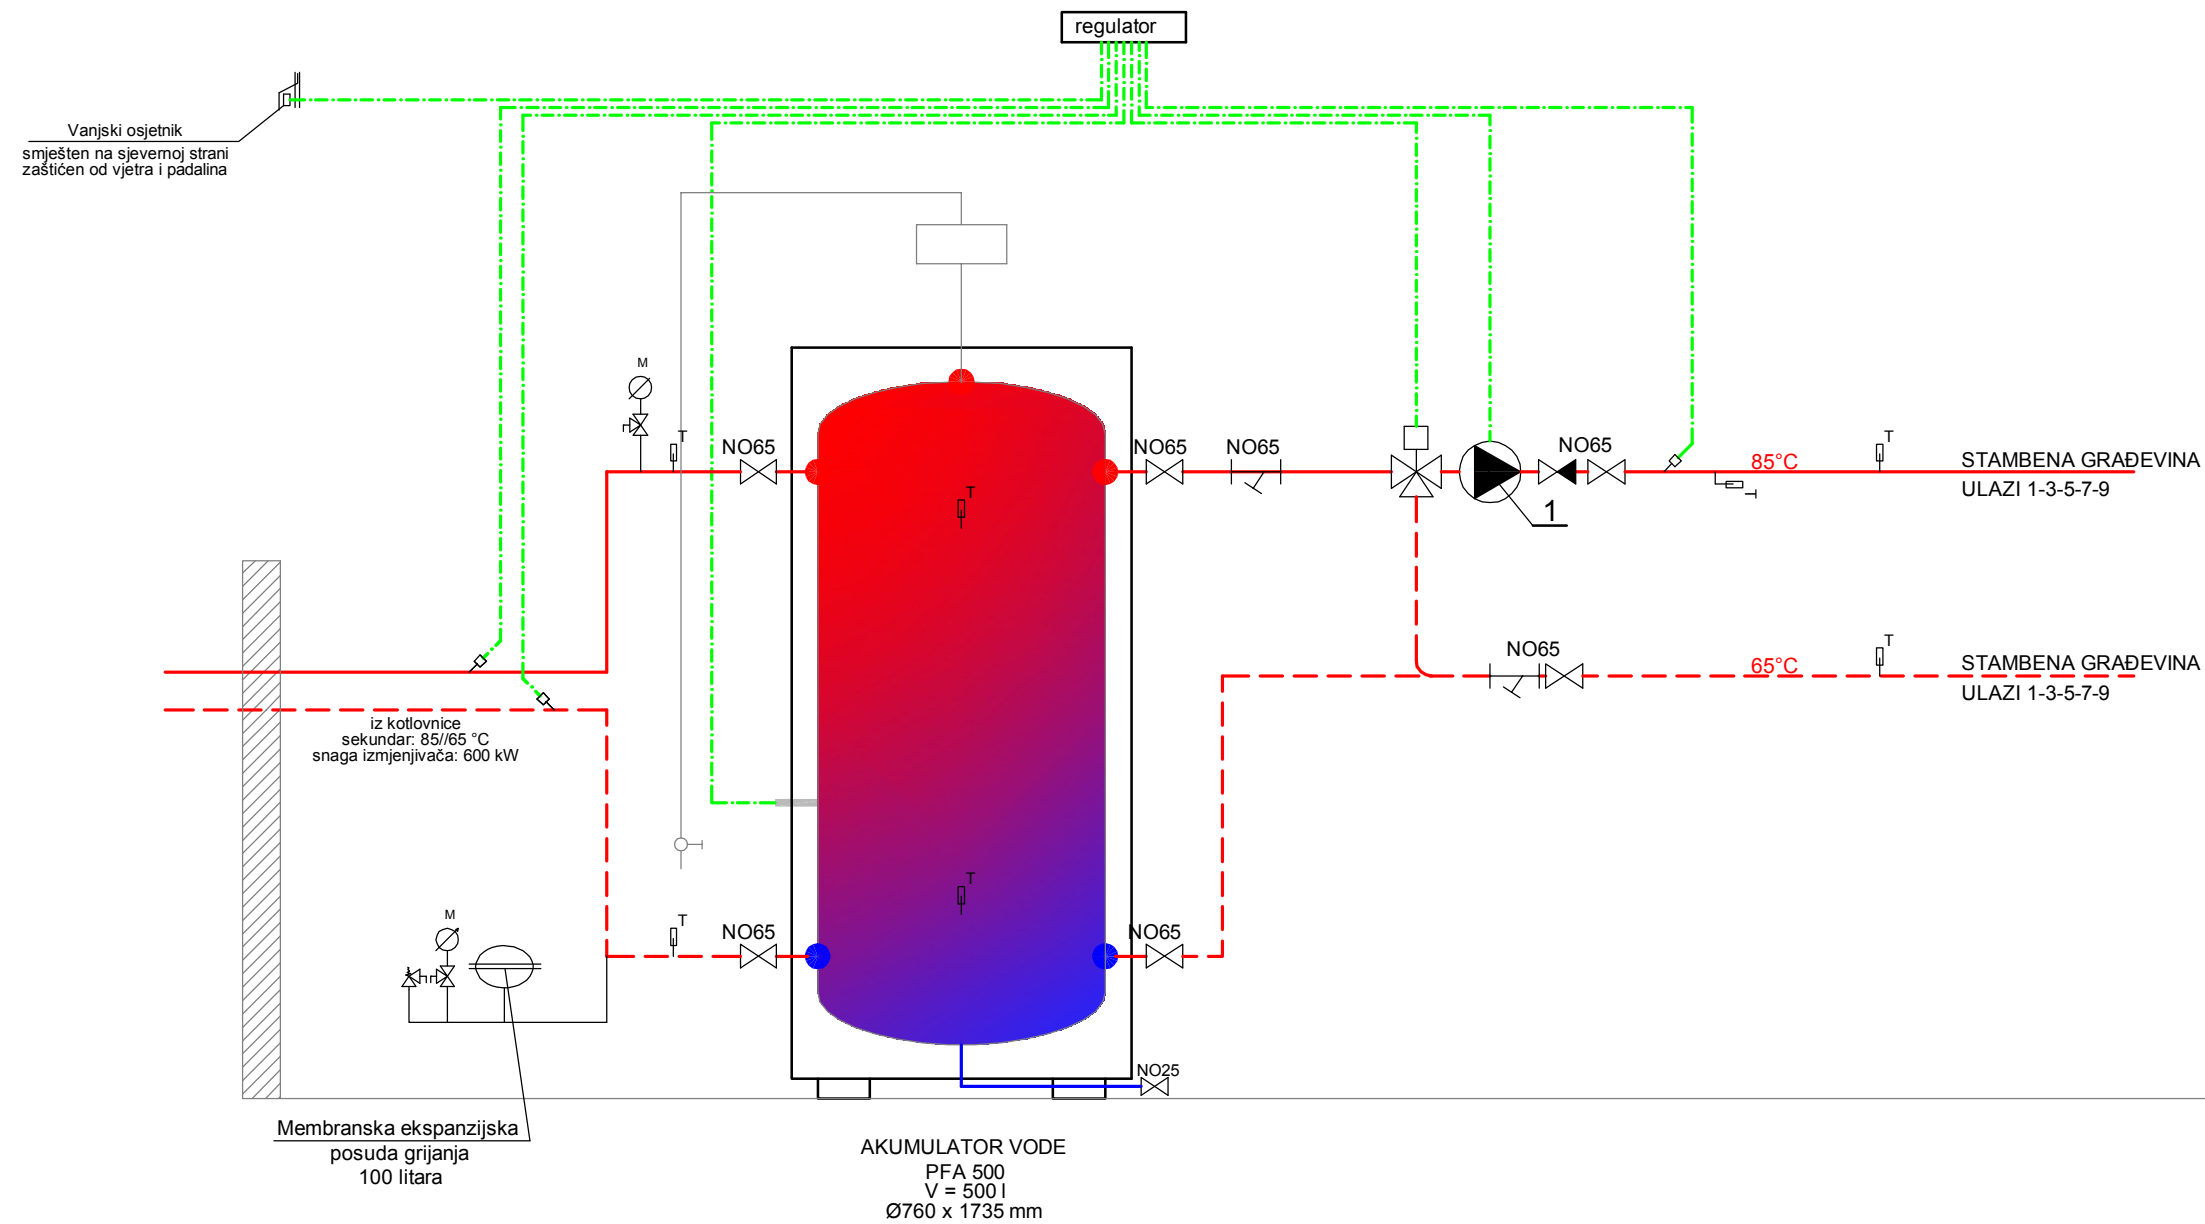 regulator
Vanjski osjetnik
smješten na sjevernoj strani
zaštićen od vjetra i padalina
M
T
NO65
NO65
NO65
NO65
85°C
T
STAMBENA GRAĐEVINA
ULAZI 1-3-5-7-9
T
T
1
NO65
65°C
T
STAMBENA GRAĐEVINA
ULAZI 1-3-5-7-9
iz kotlovnice
sekundar: 85//65 °C
snaga izmjenjivača: 600 kW
T
M
T
NO65
NO65
NO25
Membranska ekspanzijska
posuda grijanja
100 litara
AKUMULATOR VODE
PFA 500
V = 500 l
Ø760 x 1735 mm